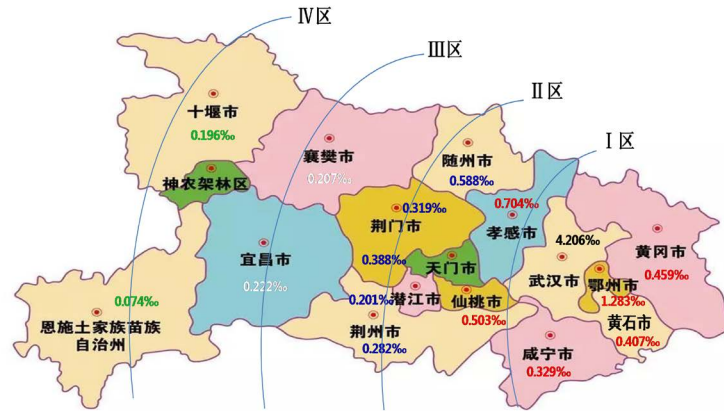 IV区
III区
II区
I区
十堰市
0.196‰
襄樊市
0.207‰
随州市
0.588‰
神农架林区
0.319‰
荆门市
0.704‰
孝感市
4.206‰
黄冈市
0.459‰
宜昌市
0.222‰
0.388‰
天门市
武汉市
鄂州市
1.283‰
0.074‰
恩施土家族苗族
自治州
0.201‰
潜江市
仙桃市
0.503‰
荆州市
0.282‰
黄石市
0.407‰
咸宁市
0.329‰